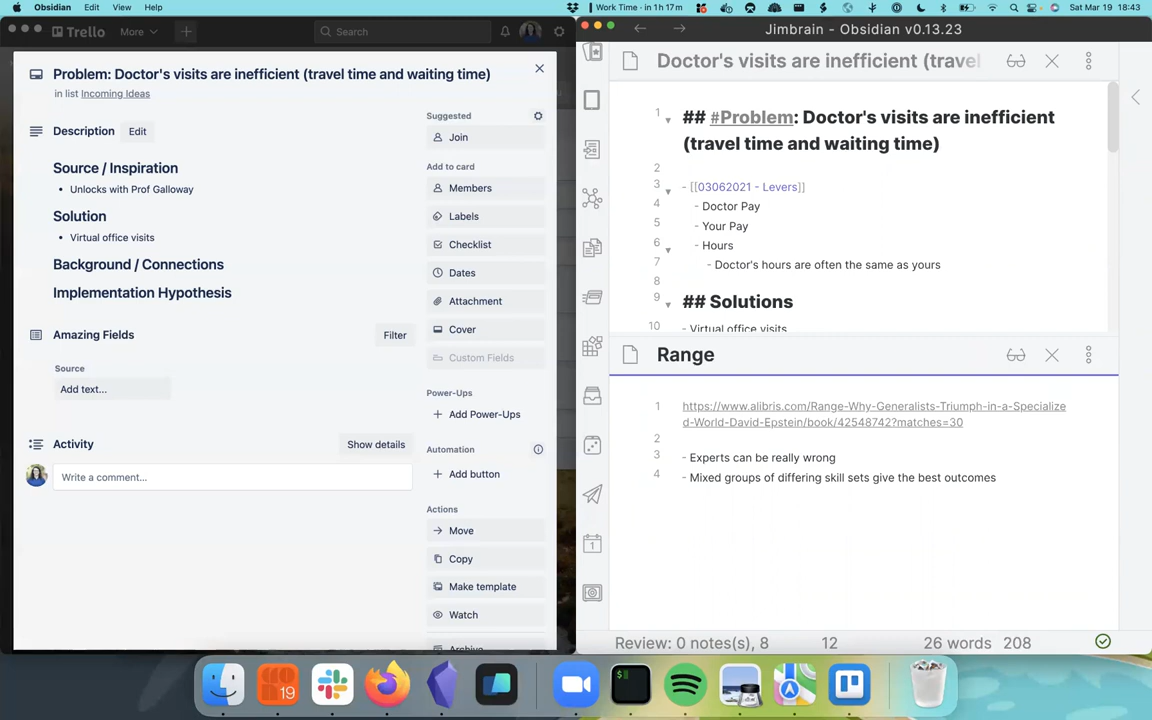 Obsidian File Edit View Help
Work Time · in 1 h 17 m
Sat Mar 19 18:43
Trello More Search
Problem: Doctor's visits are inefficient (travel time and waiting time)
in list Incoming Ideas
Description Edit
Source / Inspiration
• Unlocks with Prof Galloway
Solution
• Virtual office visits
Background / Connections
Implementation Hypothesis
Amazing Fields Filter
Source
Add text...
Activity Show details
Write a comment...
Suggested
Join
Add to card
Members
Labels
Checklist
Dates
Attachment
Cover
Custom Fields
Power-Ups
+ Add Power-Ups
Automation
+ Add button
Actions
Move
Copy
Make template
Watch
Archive
Jimbrain - Obsidian v0.13.23
Doctor's visits are inefficient (travel
1 ## #Problem: Doctor's visits are inefficient
(travel time and waiting time)
2
3 - [[03062021 - Levers]]
4 - Doctor Pay
5 - Your Pay
6 - Hours
7 - Doctor's hours are often the same as yours
8
9 ## Solutions
10 - Virtual office visits
Range
1 https://www.alibris.com/Range-Why-Generalists-Triumph-in-a-Specialize
d-World-David-Epstein/book/42548742?matches=30
2
3 - Experts can be really wrong
4 - Mixed groups of differing skill sets give the best outcomes
1
Review: 0 notes(s), 8 12 26 words 208
19